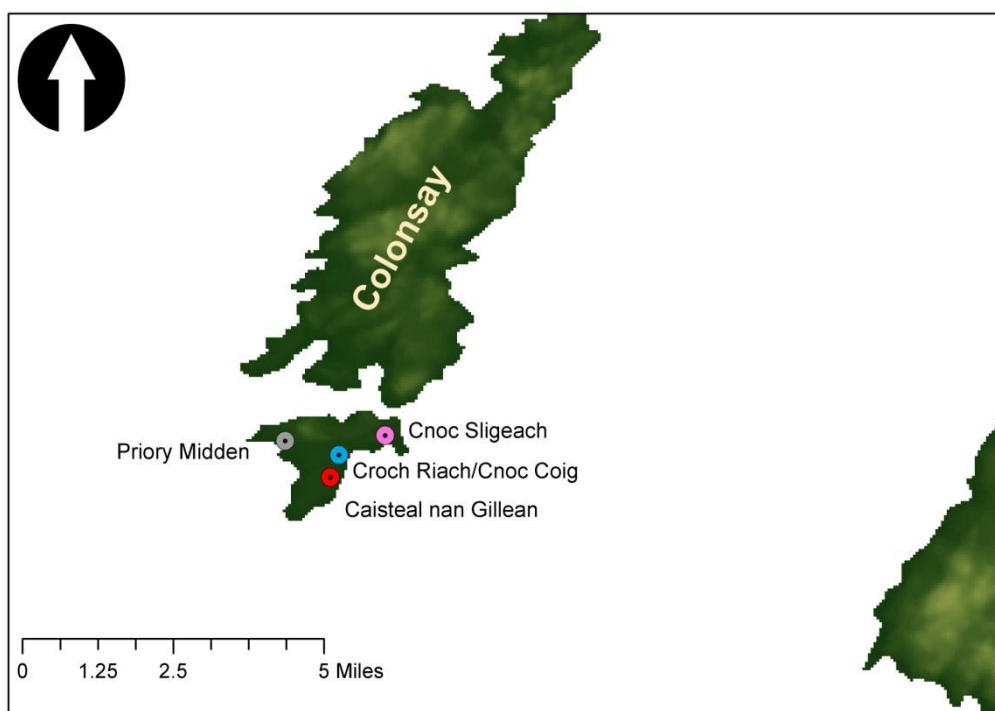 Colonsay
Cnoc Sligeach
Priory Midden
Croch Riach/Cnoc Coig
Caisteal nan Gillean
0 1.25 2.5 5 Miles